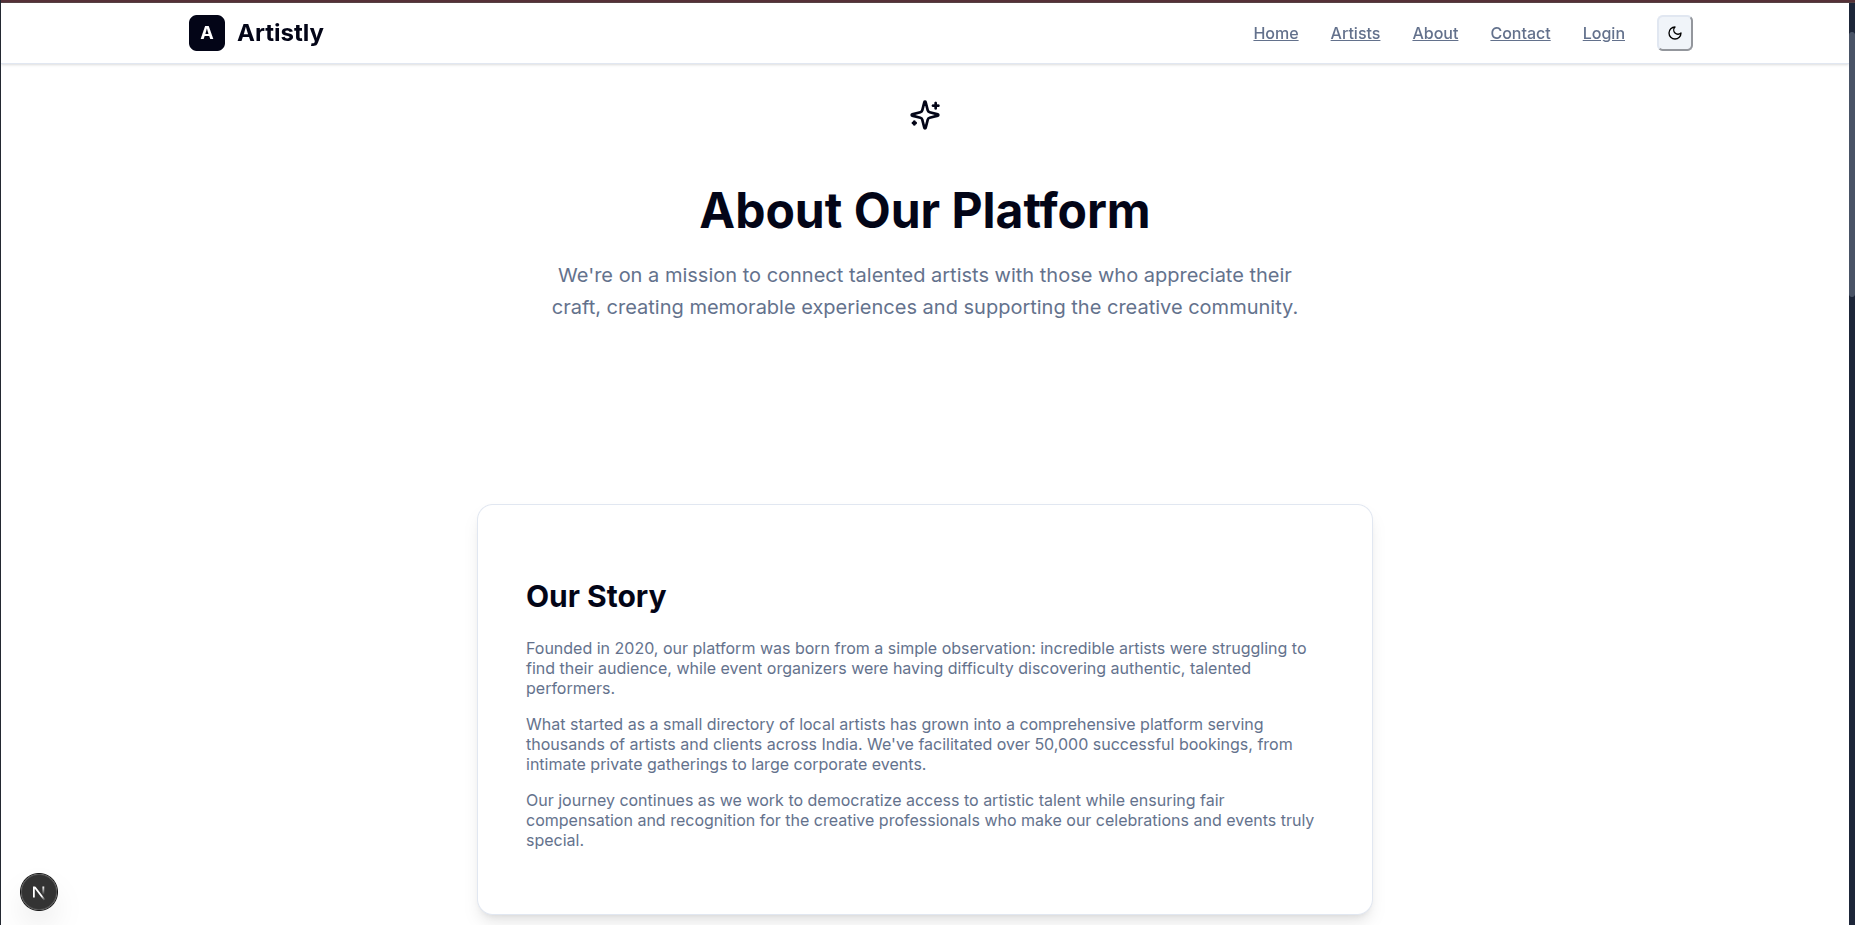 A Artistly
Home Artists About Contact Login
About Our Platform
We're on a mission to connect talented artists with those who appreciate their
craft, creating memorable experiences and supporting the creative community.
Our Story
Founded in 2020, our platform was born from a simple observation: incredible artists were struggling to
find their audience, while event organizers were having difficulty discovering authentic, talented
performers.
What started as a small directory of local artists has grown into a comprehensive platform serving
thousands of artists and clients across India. We've facilitated over 50,000 successful bookings, from
intimate private gatherings to large corporate events.
Our journey continues as we work to democratize access to artistic talent while ensuring fair
compensation and recognition for the creative professionals who make our celebrations and events truly
special.
N